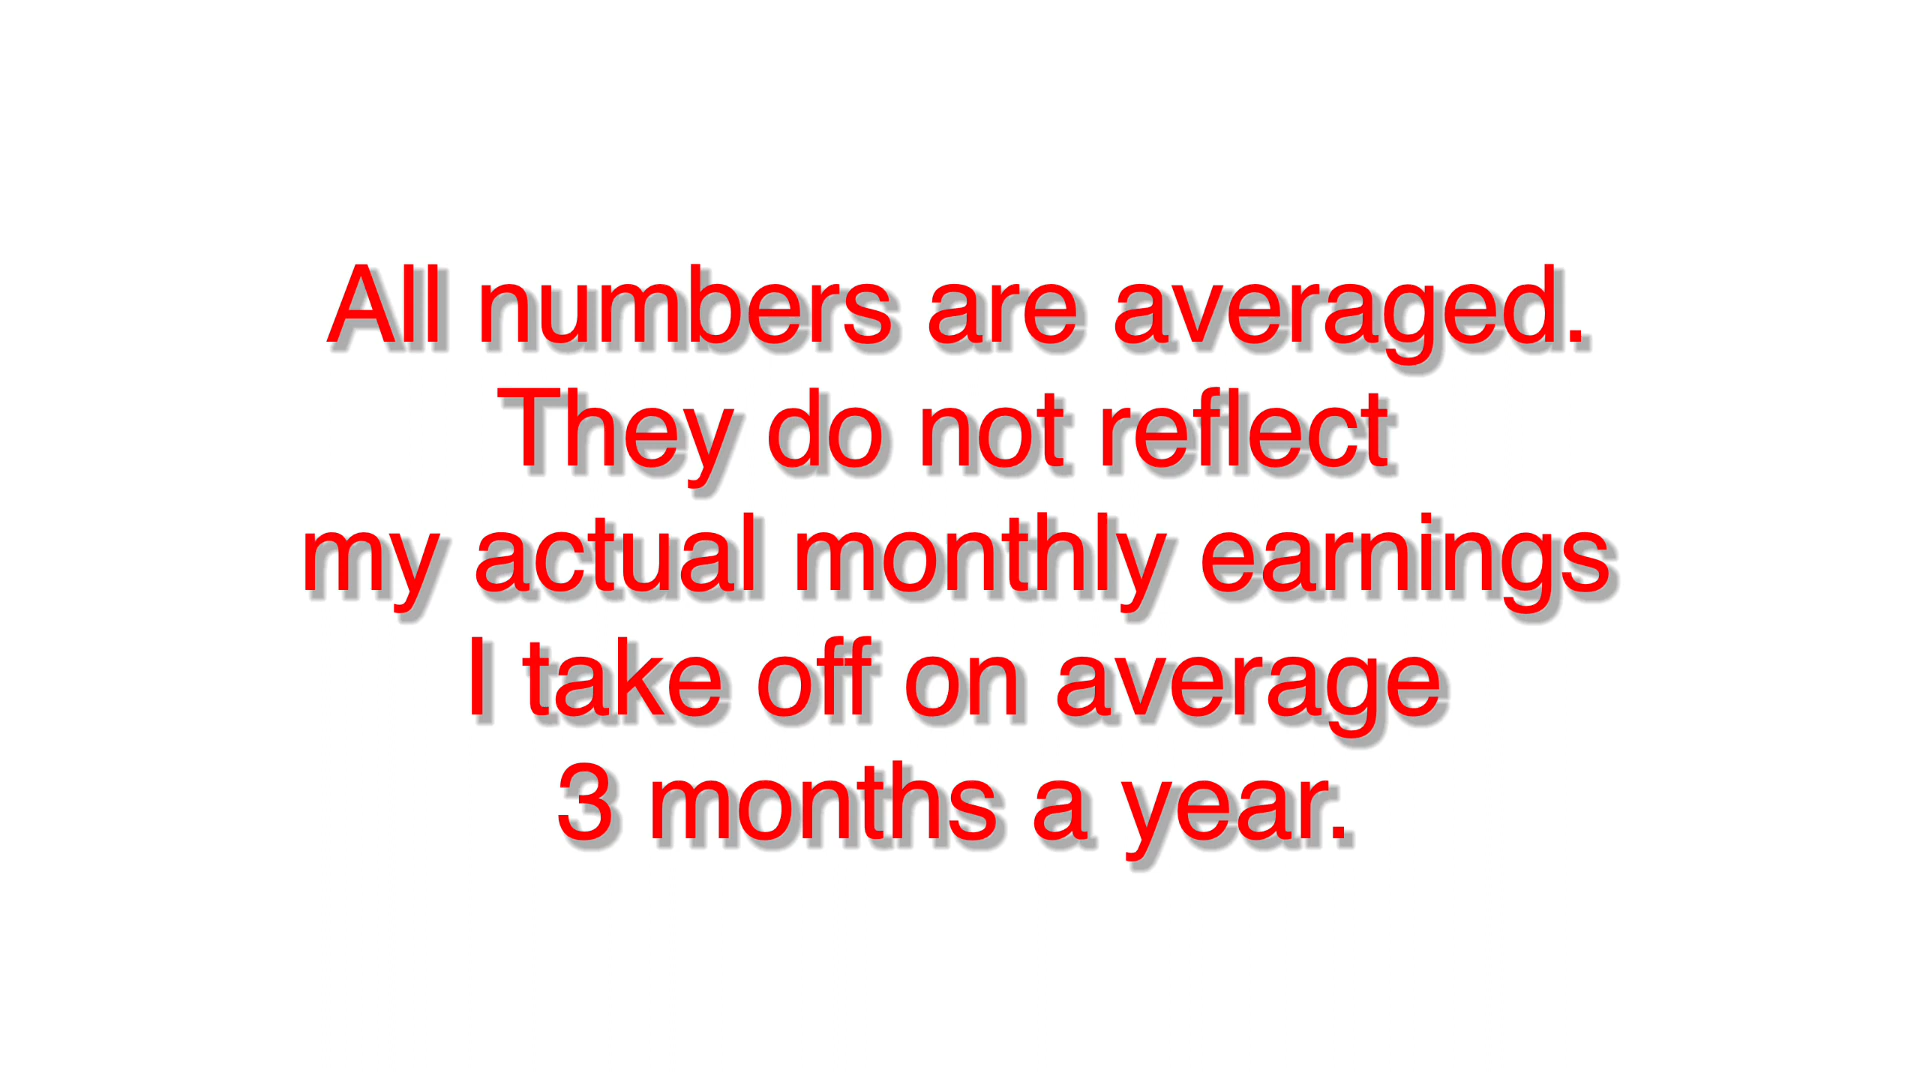 All numbers are averaged.
They do not reflect
my actual monthly earnings
I take off on average
3 months a year.